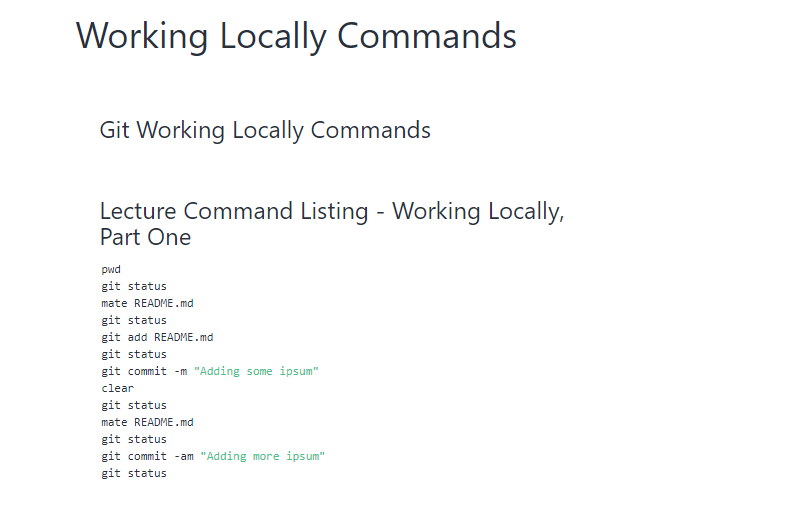 Working Locally Commands
Git Working Locally Commands
Lecture Command Listing - Working Locally,
Part One
pwd
git status
mate README.md
git status
git add README.md
git status
git commit -m "Adding some ipsum"
clear
git status
mate README.md
git status
git commit -am "Adding more ipsum"
git status